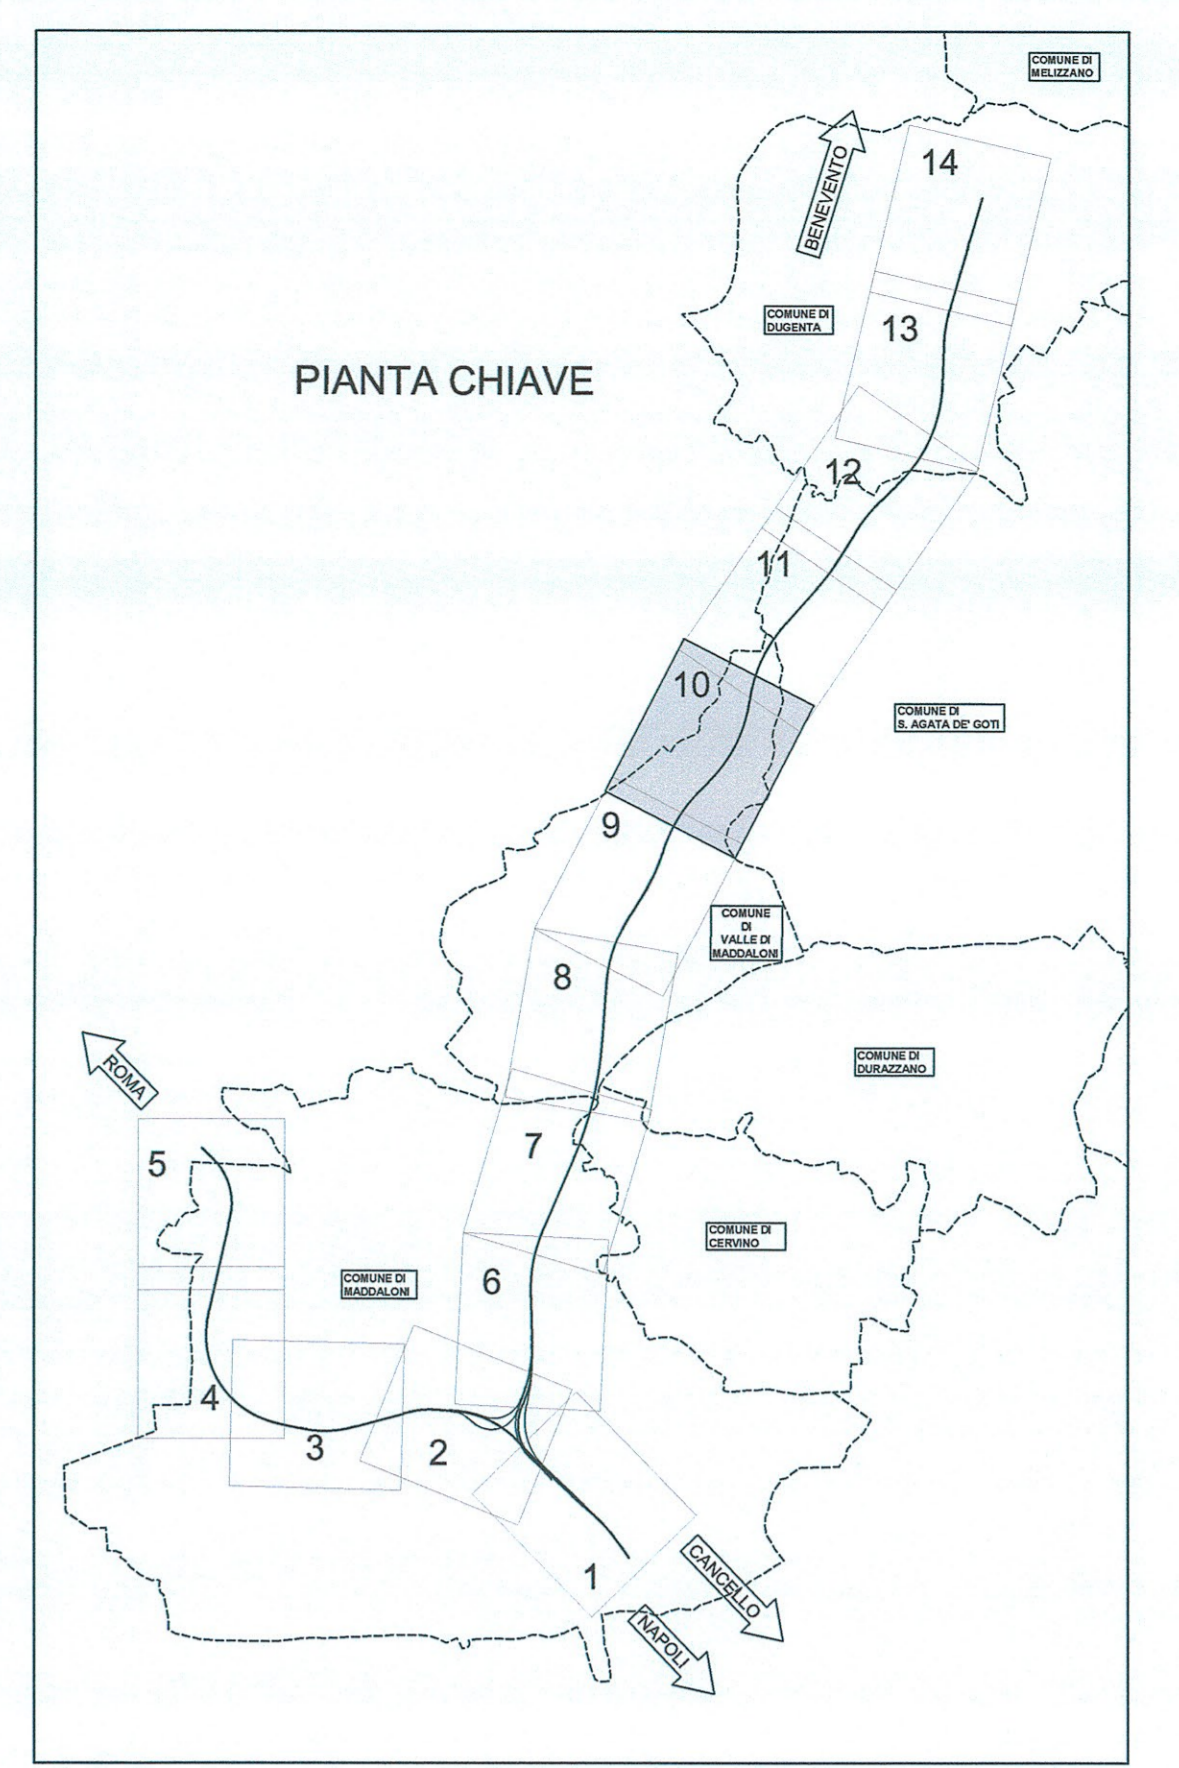 COMUNE DI
MELIZZANO
14
BENEVENTO
COMUNE DI
DUGENTA
13
PIANTA CHIAVE
12
11
10
COMUNE DI
S. AGATA DE' GOTI
9
COMUNE
DI
VALLE DI
MADDALONI
8
ROMA
COMUNE DI
DURAZZANO
7
5
COMUNE DI
CERVINO
6
COMUNE DI
MADDALONI
4
3
2
1
CANCELLO
NAPOLI